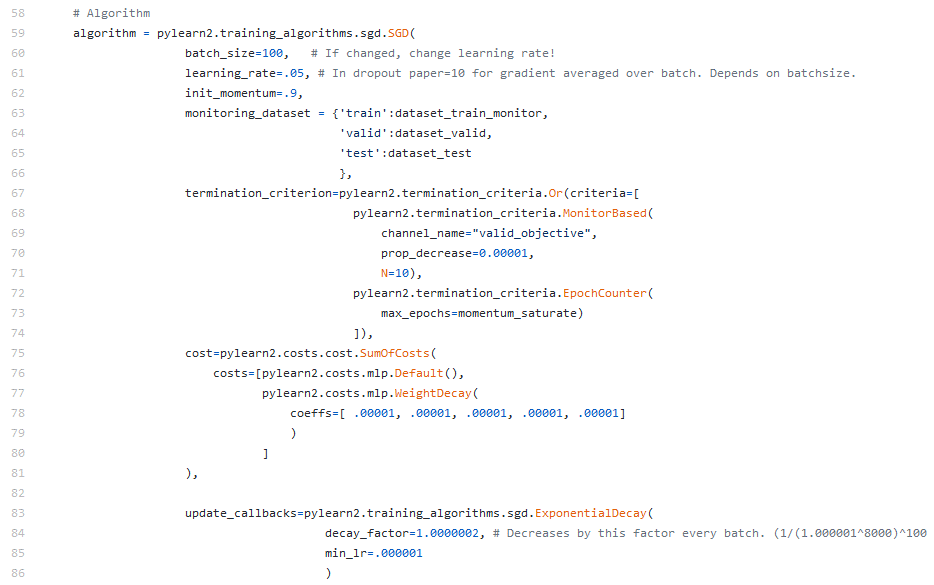 58 # Algorithm
59 algorithm = pylearn2.training_algorithms.sgd.SGD(
60 batch_size=100, # If changed, change learning rate!
61 learning_rate=.05, # In dropout paper=10 for gradient averaged over batch. Depends on batchsize.
62 init_momentum=.9,
63 monitoring_dataset = {'train':dataset_train_monitor,
64 'valid':dataset_valid,
65 'test':dataset_test
66 },
67 termination_criterion=pylearn2.termination_criteria.Or(criteria=[
68 pylearn2.termination_criteria.MonitorBased(
69 channel_name="valid_objective",
70 prop_decrease=0.00001,
71 N=10),
72 pylearn2.termination_criteria.EpochCounter(
73 max_epochs=momentum_saturate)
74 ]),
75 cost=pylearn2.costs.cost.SumOfCosts(
76 costs=[pylearn2.costs.mlp.Default(),
77 pylearn2.costs.mlp.WeightDecay(
78 coeffs=[ .00001, .00001, .00001, .00001, .00001]
79 )
80 ]
81 ),
82
83 update_callbacks=pylearn2.training_algorithms.sgd.ExponentialDecay(
84 decay_factor=1.0000002, # Decreases by this factor every batch. (1/(1.000001^8000)^100
85 min_lr=.000001
86 )